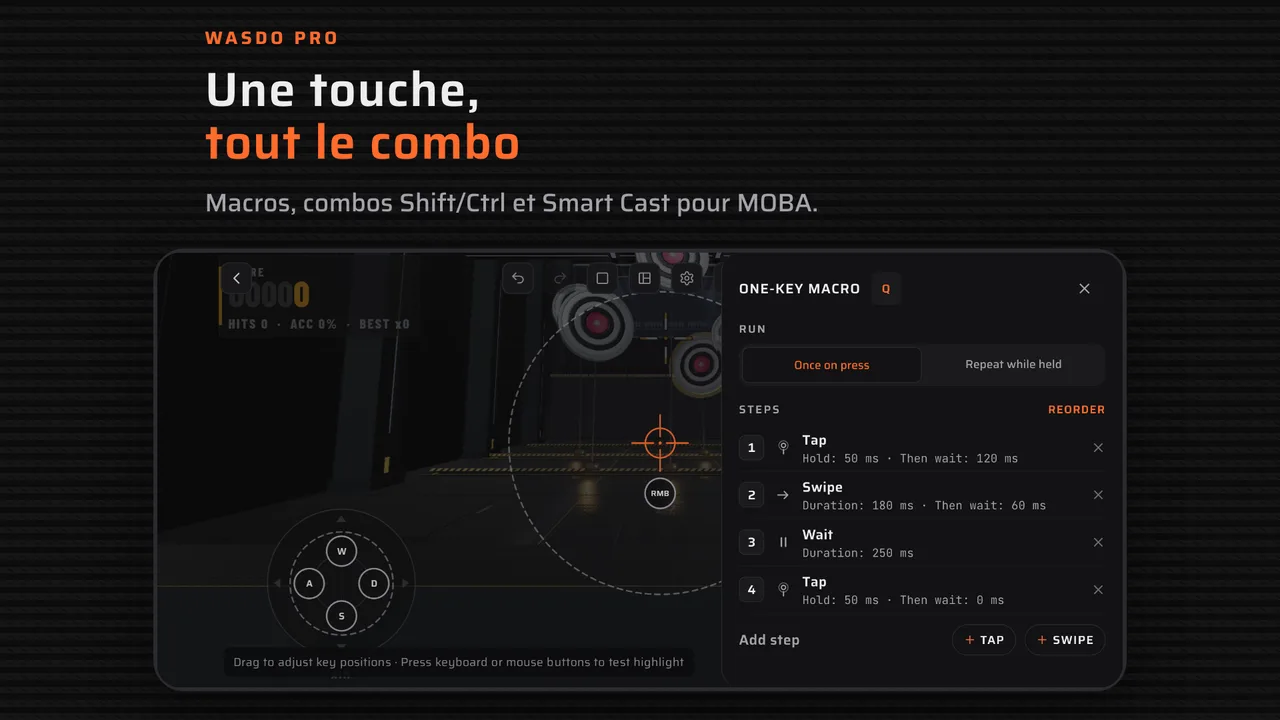 WASDO PRO
Une touche,
tout le combo
Macros, combos Shift/Ctrl et Smart Cast pour MOBA.
HITS 0 · ACC 0% · BEST x0
ONE-KEY MACRO Q
RUN
Once on press Repeat while held
STEPS REORDER
1 Tap
Hold: 50 ms · Then wait: 120 ms
2 Swipe
Duration: 180 ms · Then wait: 60 ms
3 Wait
Duration: 250 ms
4 Tap
Hold: 50 ms · Then wait: 0 ms
Add step + TAP + SWIPE
RMB
W
A D
S
Drag to adjust key positions · Press keyboard or mouse buttons to test highlight